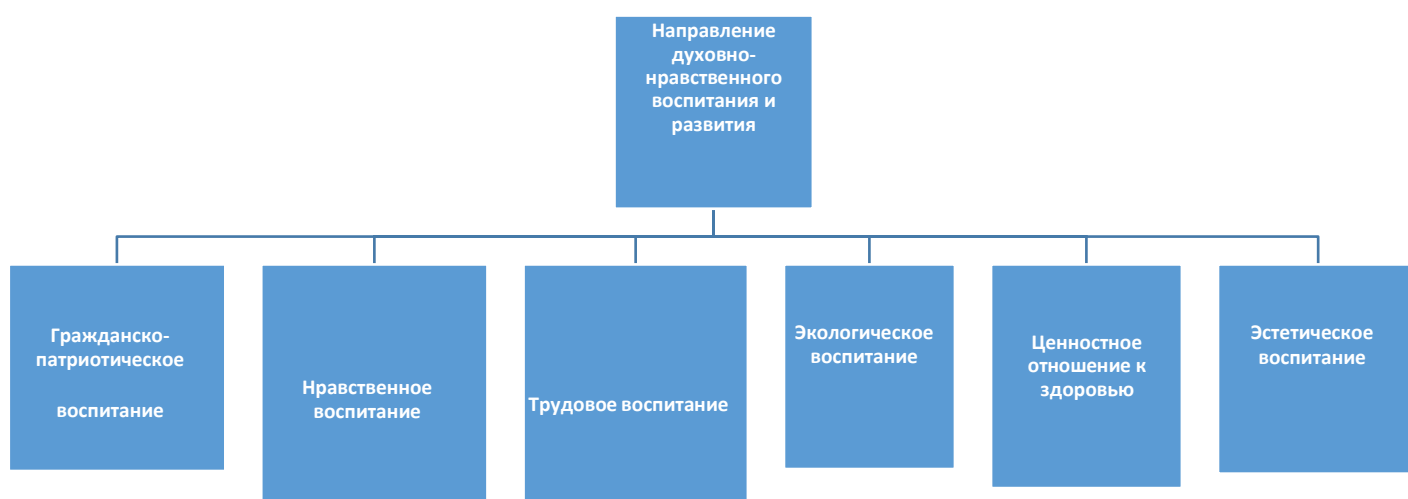 Направление
духовно-
нравственного
воспитания и
развития
Гражданско-
патриотическое
воспитание
Нравственное
воспитание
Трудовое воспитание
Экологическое
воспитание
Ценностное
отношение к
здоровью
Эстетическое
воспитание